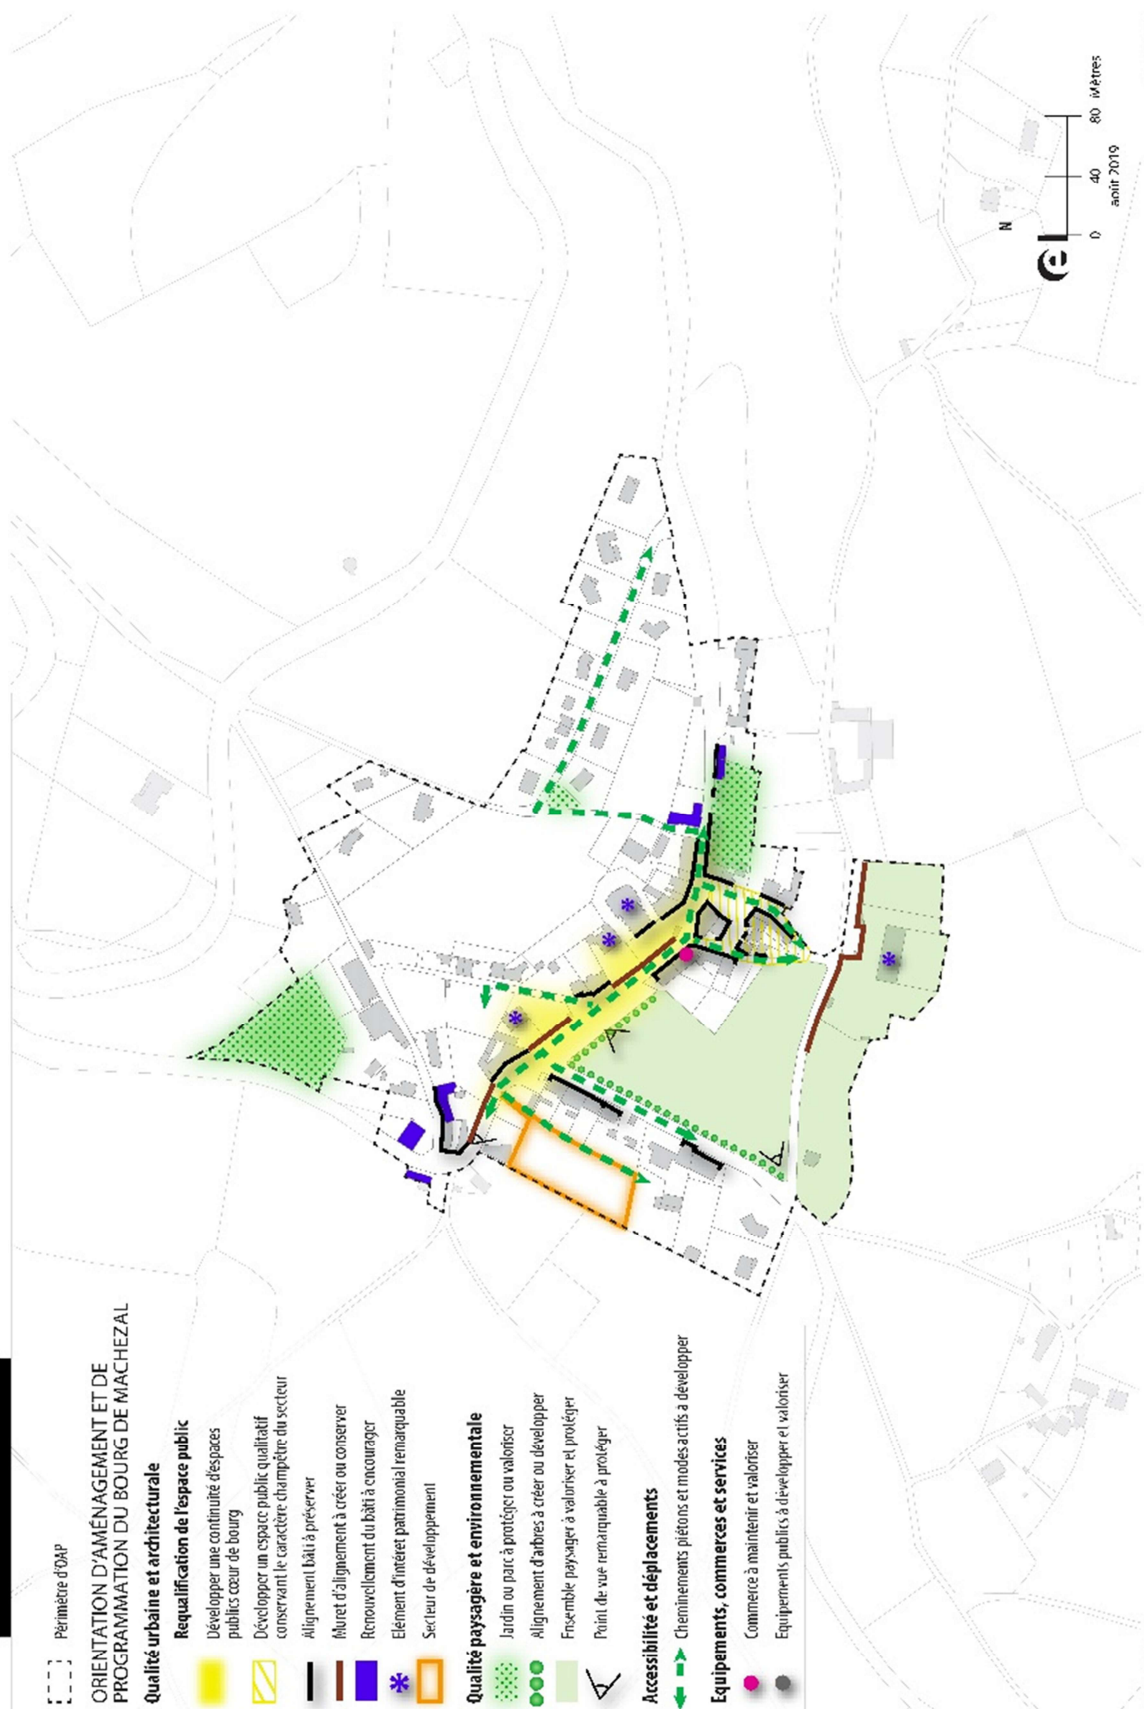 Périmètre d'OAP
ORIENTATION D'AMÉNAGEMENT ET DE
PROGRAMMATION DU BOURG DE MACHEZAL
Qualité urbaine et architecturale
Requalification de l'espace public
Développer une continuité d'espaces
publics cœur de bourg
Développer un espace public qualitatif
conservant le caractère champêtre du secteur
Alignement bâti à préserver
Muret d'alignement à créer ou conserver
Renouvellement du bâti à encourager
Elément d'intéret patrimonial remarquable
Secteur de développement
Qualité paysagère et environnementale
Jardin ou parc à protéger ou valoriser
Alignement d'arbres à créer ou developper
Ensemble paysager à valoriser et protéger
Point de vue remarquable à protéger
Accessibilité et déplacements
Cheminements piétons et modes actifs à développer
Equipements, commerces et services
Commerce à maintenir et valoriser
Equipements publics à développer et valoriser
N
0 40 80 Mètres
août 2019